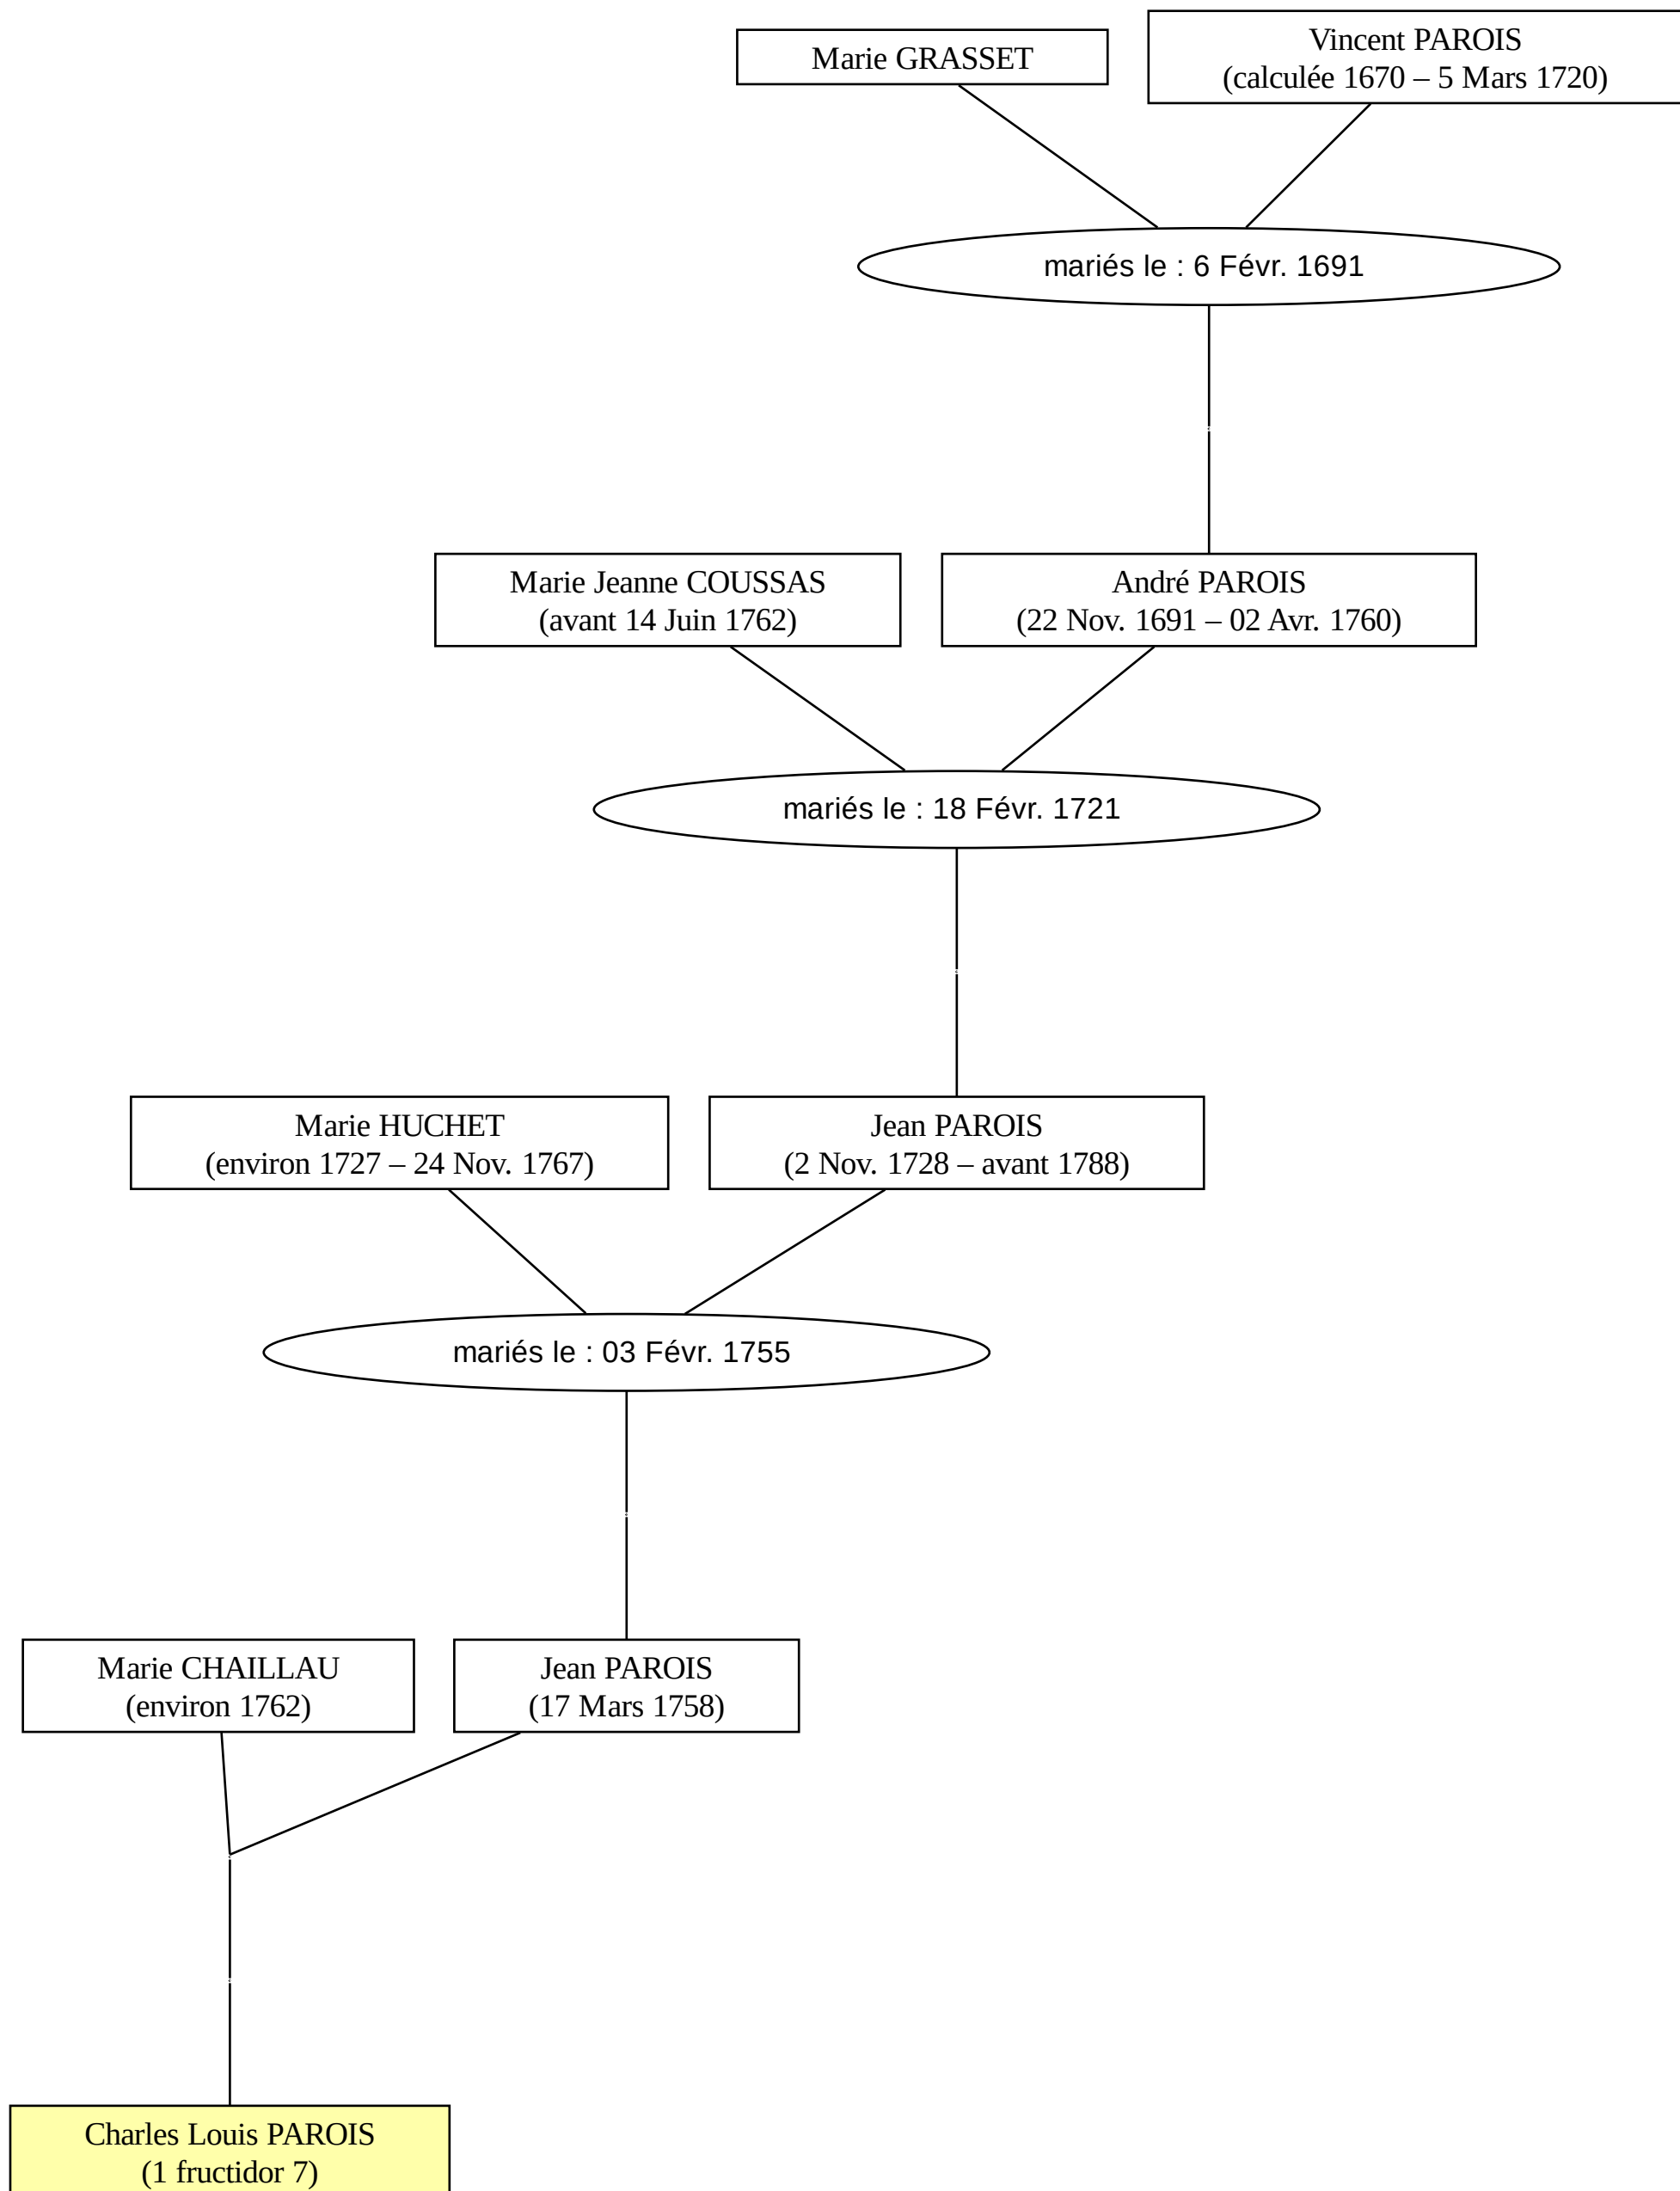 Marie GRASSET
Vincent PAROIS
(calculée 1670 – 5 Mars 1720)
mariés le : 6 Févr. 1691
Marie Jeanne COUSSAS
(avant 14 Juin 1762)
André PAROIS
(22 Nov. 1691 – 02 Avr. 1760)
mariés le : 18 Févr. 1721
Marie HUCHET
(environ 1727 – 24 Nov. 1767)
Jean PAROIS
(2 Nov. 1728 – avant 1788)
mariés le : 03 Févr. 1755
Marie CHAILLAU
(environ 1762)
Jean PAROIS
(17 Mars 1758)
Charles Louis PAROIS
(1 fructidor 7)